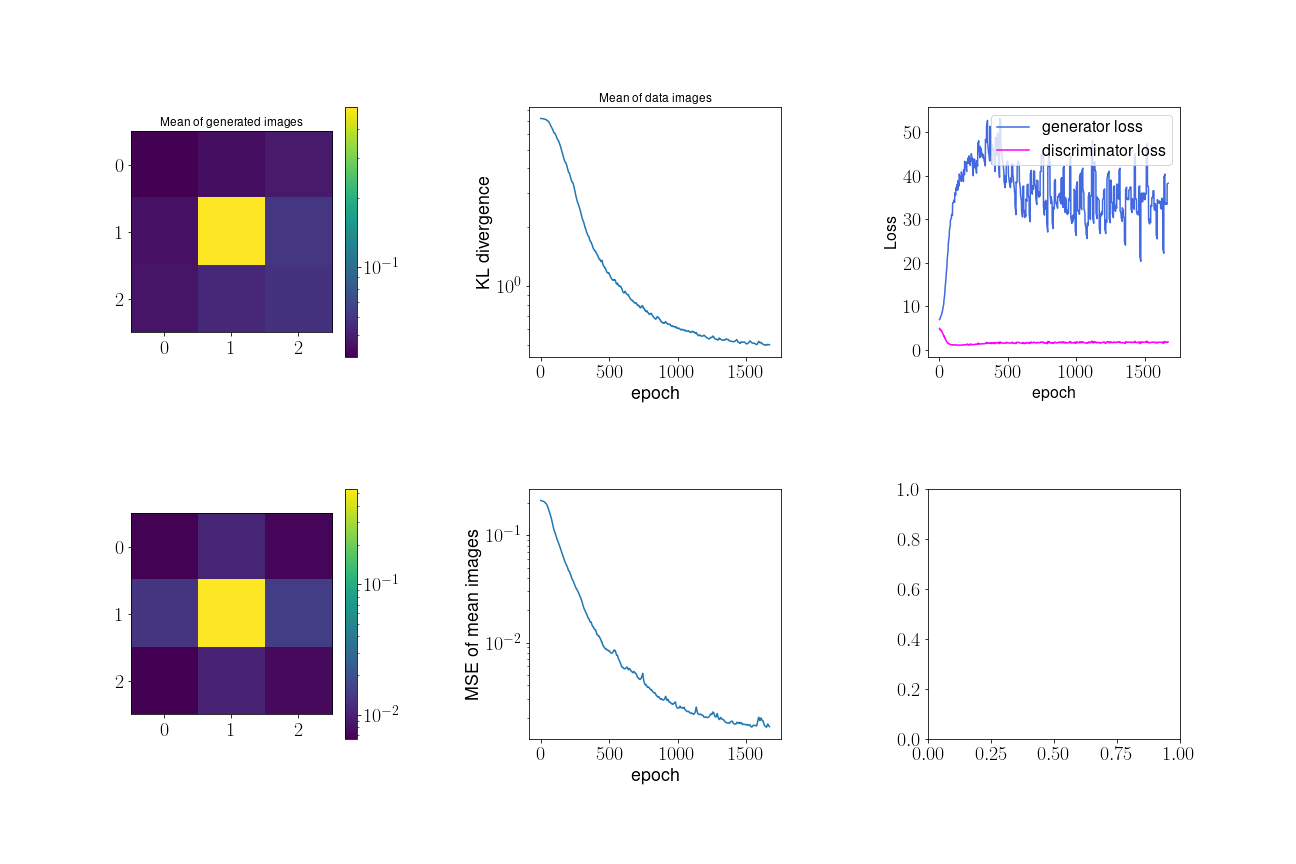 Mean of generated images
0
1
2
0 1 2
10⁻¹
Mean of data images
KL divergence
10⁰
0 500 1000 1500
epoch
generator loss
discriminator loss
Loss
50
40
30
20
10
0
0 500 1000 1500
epoch
0
1
2
0 1 2
10⁻¹
10⁻²
MSE of mean images
10⁻¹
10⁻²
0 500 1000 1500
epoch
1.0
0.8
0.6
0.4
0.2
0.0
0.00 0.25 0.50 0.75 1.00